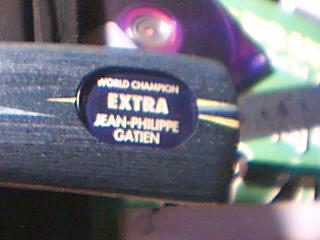 WORLD CHAMPION
EXTRA
JEAN-PHILIPPE
GATIEN